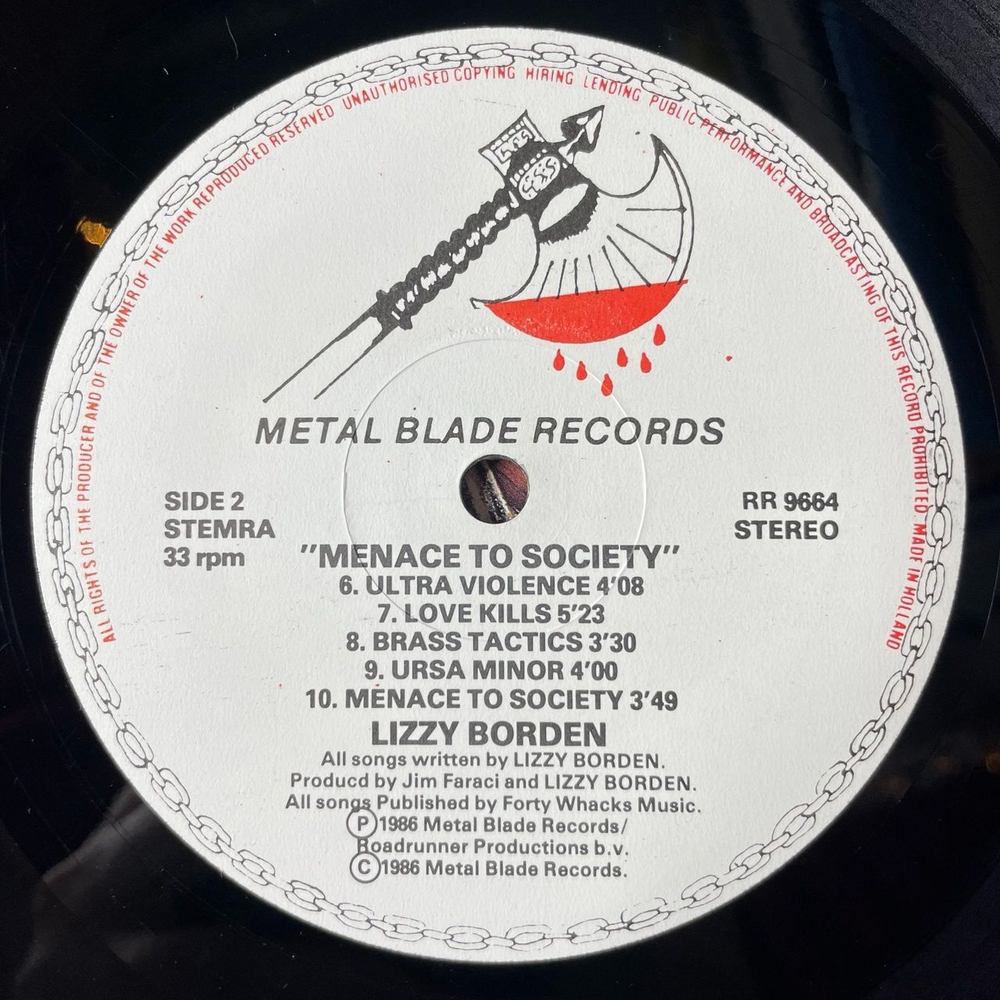 ALL RIGHTS OF THE PRODUCER AND OF THE OWNER OF THE WORK REPRODUCED RESERVED UNAUTHORISED COPYING HIRING LENDING PUBLIC PERFORMANCE AND BROADCASTING OF THIS RECORD PROHIBITED MADE IN HOLLAND
METAL BLADE RECORDS
SIDE 2
STEMRA
33 rpm
RR 9664
STEREO
"MENACE TO SOCIETY"
6. ULTRA VIOLENCE 4'08
7. LOVE KILLS 5'23
8. BRASS TACTICS 3'30
9. URSA MINOR 4'00
10. MENACE TO SOCIETY 3'49
LIZZY BORDEN
All songs written by LIZZY BORDEN.
Producd by Jim Faraci and LIZZY BORDEN.
All songs Published by Forty Whacks Music.
Ⓟ1986 Metal Blade Records/
Roadrunner Productions b.v.
Ⓒ1986 Metal Blade Records.